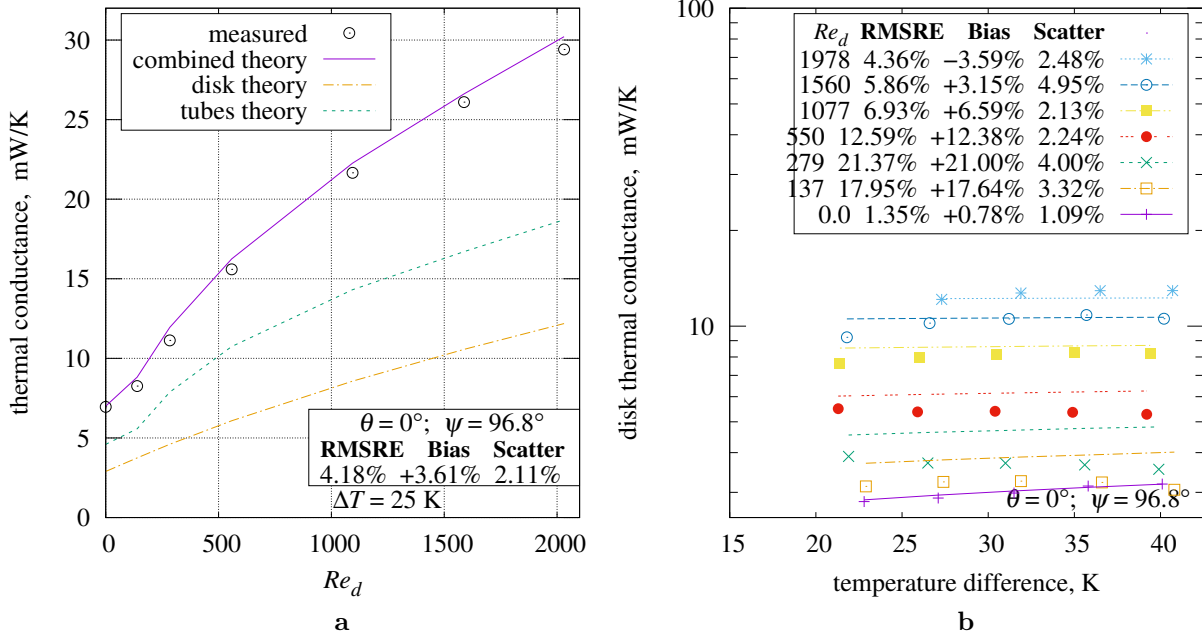 thermal conductance, mW/K
30
25
20
15
10
5
0
measured
combined theory
disk theory
tubes theory
θ = 0°; ψ = 96.8°
RMSRE Bias Scatter
4.18% +3.61% 2.11%
ΔT = 25 K
0 500 1000 1500 2000
Re_d
a
disk thermal conductance, mW/K
100
10
Re_d RMSRE Bias Scatter
1978 4.36% −3.59% 2.48%
1560 5.86% +3.15% 4.95%
1077 6.93% +6.59% 2.13%
550 12.59% +12.38% 2.24%
279 21.37% +21.00% 4.00%
137 17.95% +17.64% 3.32%
0.0 1.35% +0.78% 1.09%
θ = 0°; ψ = 96.8°
15 20 25 30 35 40
temperature difference, K
b